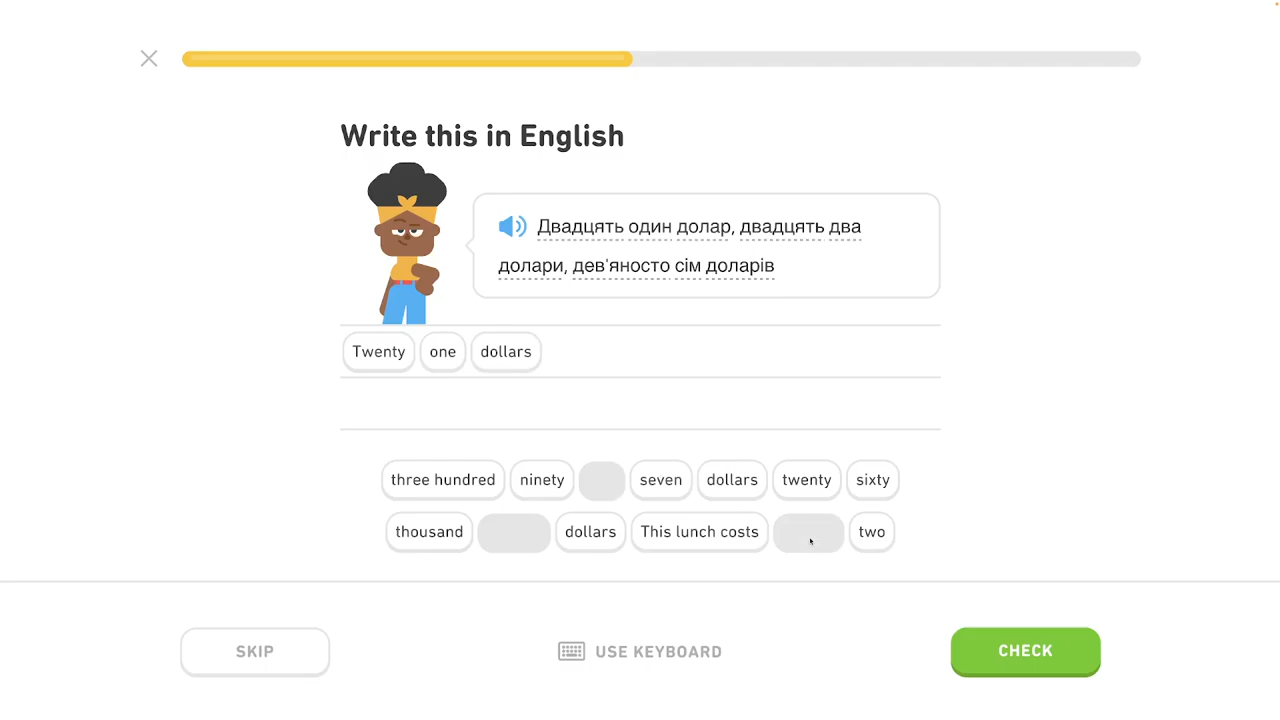 Write this in English
Двадцять один долар, двадцять два
долари, дев'яносто сім доларів
Twenty one dollars
three hundred ninety seven dollars twenty sixty
thousand dollars This lunch costs two
SKIP USE KEYBOARD CHECK